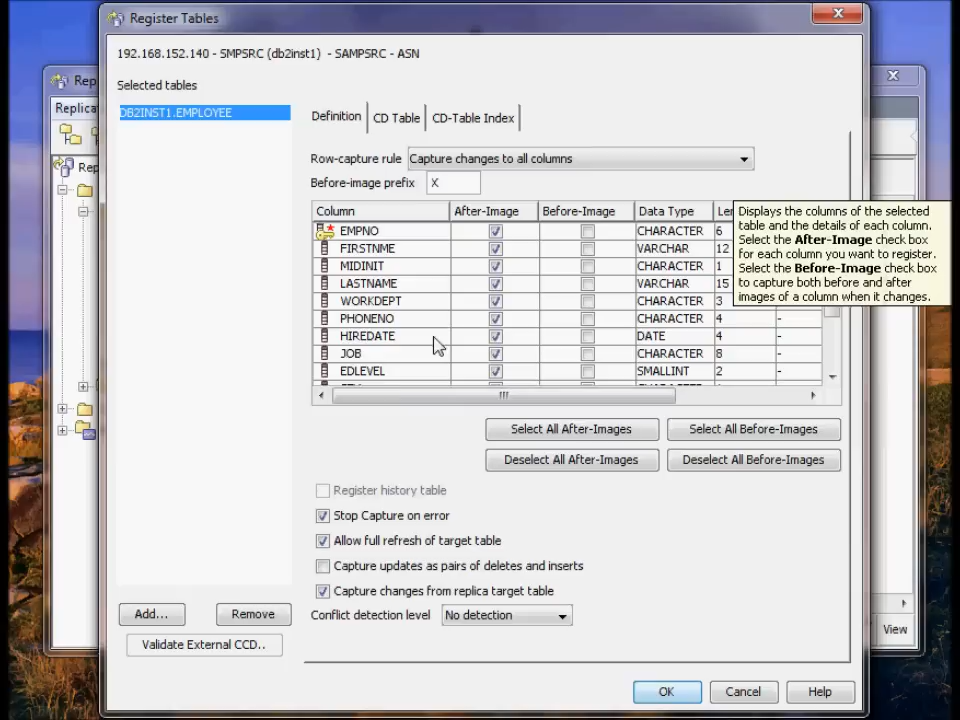 Register Tables
192.168.152.140 - SMPSRC (db2inst1) - SAMPSRC - ASN
Selected tables
DB2INST1.EMPLOYEE
Definition CD Table CD-Table Index
Row-capture rule Capture changes to all columns
Before-image prefix X
Column After-Image Before-Image Data Type
EMPNO CHARACTER 6
FIRSTNME VARCHAR 12
MIDINIT CHARACTER 1
LASTNAME VARCHAR 15
WORKDEPT CHARACTER 3
PHONENO CHARACTER 4 -
HIREDATE DATE 4 -
JOB CHARACTER 8 -
EDLEVEL SMALLINT 2 -
Displays the columns of the selected
table and the details of each column.
Select the After-Image check box
for each column you want to register.
Select the Before-Image check box
to capture both before and after
images of a column when it changes.
Select All After-Images Select All Before-Images
Deselect All After-Images Deselect All Before-Images
Register history table
Stop Capture on error
Allow full refresh of target table
Capture updates as pairs of deletes and inserts
Capture changes from replica target table
Conflict detection level No detection
Add... Remove
Validate External CCD..
OK Cancel Help
View